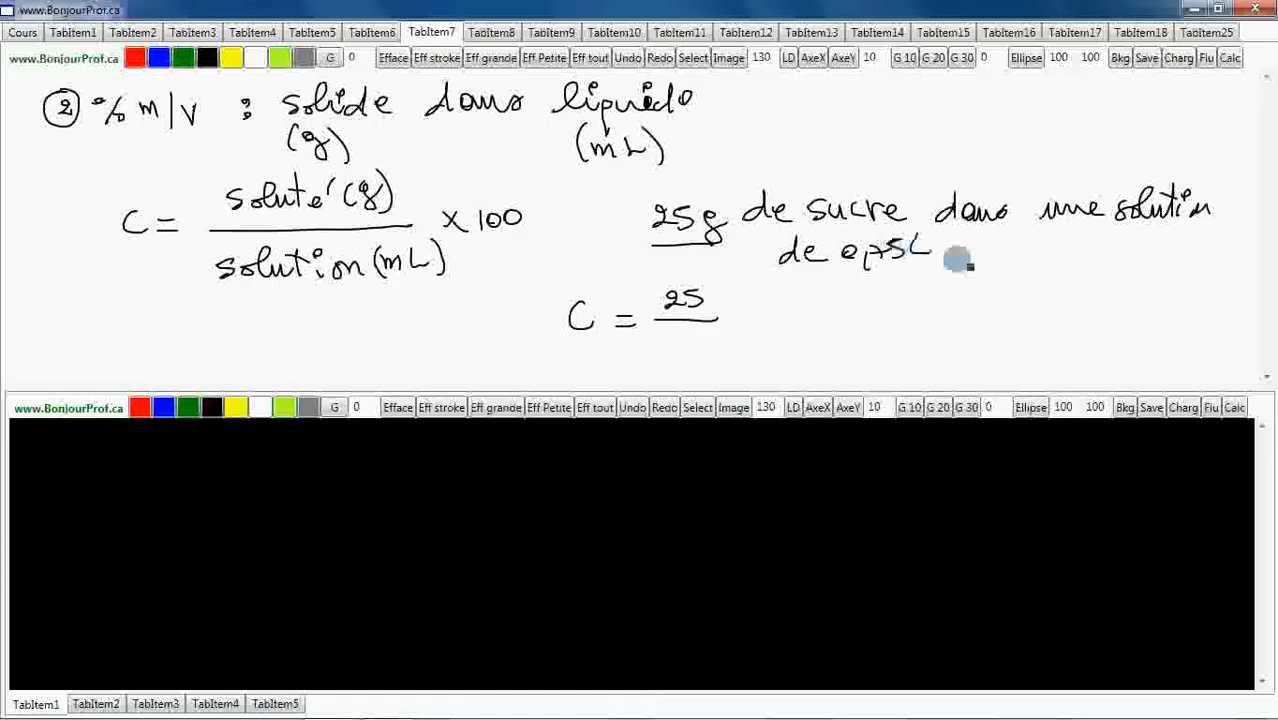 www.BonjourProf.ca
Cours TabItem1 TabItem2 TabItem3 TabItem4 TabItem5 TabItem6 TabItem7 TabItem8 TabItem9 TabItem10 TabItem11 TabItem12 TabItem13 TabItem14 TabItem15 TabItem16 TabItem17 TabItem18 TabItem25
www.BonjourProf.ca G 0 Efface Eff stroke Eff grande Eff Petite Eff tout Undo Redo Select Image 130 LD AxeX AxeY 10 G 10 G 20 G 30 0 Ellipse 100 100 Bkg Save Charg Flu Calc
② % m/V : solide dans liquide
(g) (mL)
C = soluté (g) / solution (mL) × 100
25g de sucre dans une solution
de 0,75L
C = 25
www.BonjourProf.ca G 0 Efface Eff stroke Eff grande Eff Petite Eff tout Undo Redo Select Image 130 LD AxeX AxeY 10 G 10 G 20 G 30 0 Ellipse 100 100 Bkg Save Charg Flu Calc
TabItem1 TabItem2 TabItem3 TabItem4 TabItem5